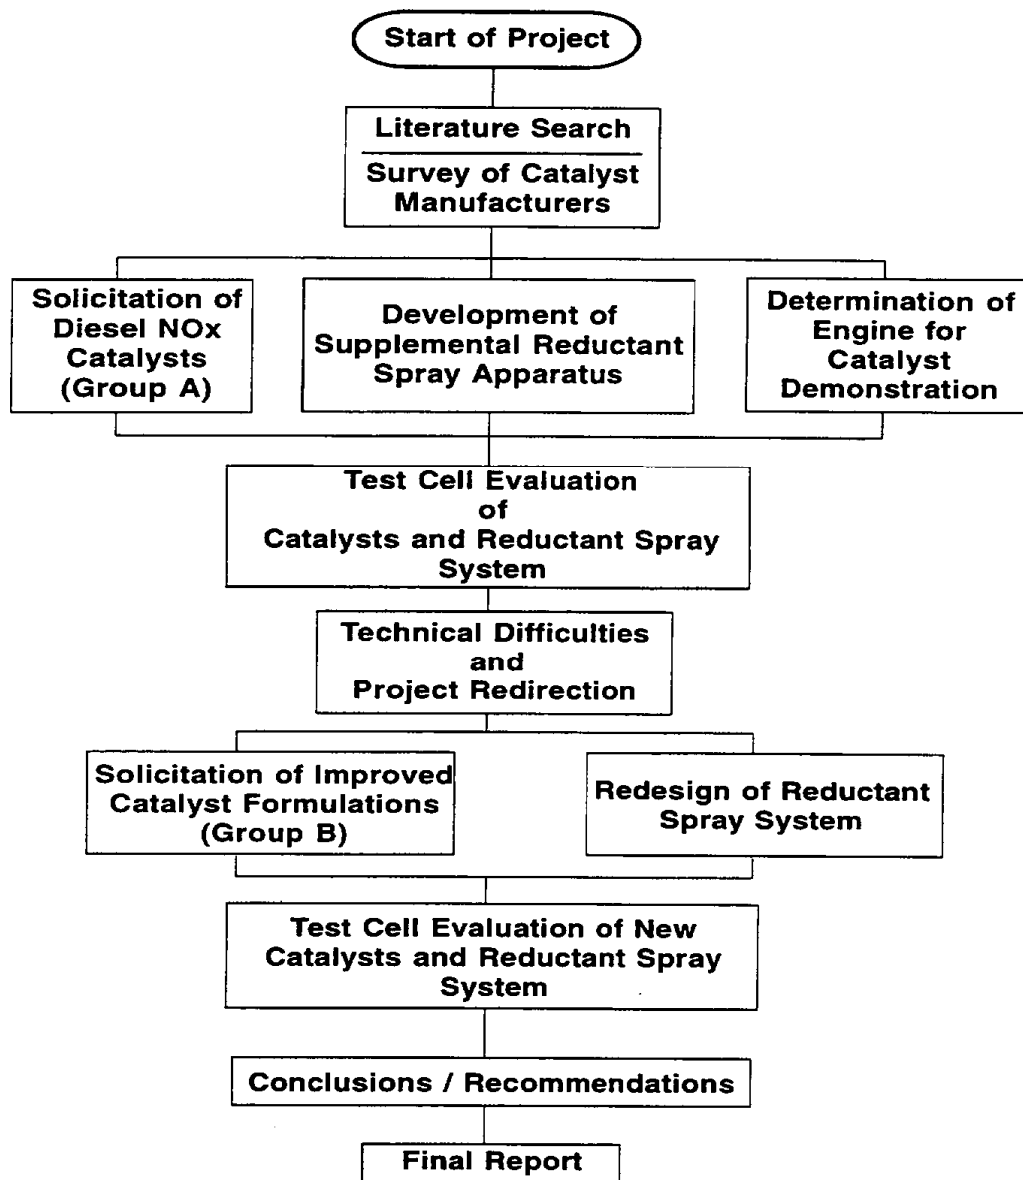 Start of Project
Literature Search
Survey of Catalyst
Manufacturers
Solicitation of
Diesel NOx
Catalysts
(Group A)
Development of
Supplemental Reductant
Spray Apparatus
Determination of
Engine for
Catalyst
Demonstration
Test Cell Evaluation
of
Catalysts and Reductant Spray
System
Technical Difficulties
and
Project Redirection
Solicitation of Improved
Catalyst Formulations
(Group B)
Redesign of Reductant
Spray System
Test Cell Evaluation of New
Catalysts and Reductant Spray
System
Conclusions / Recommendations
Final Report